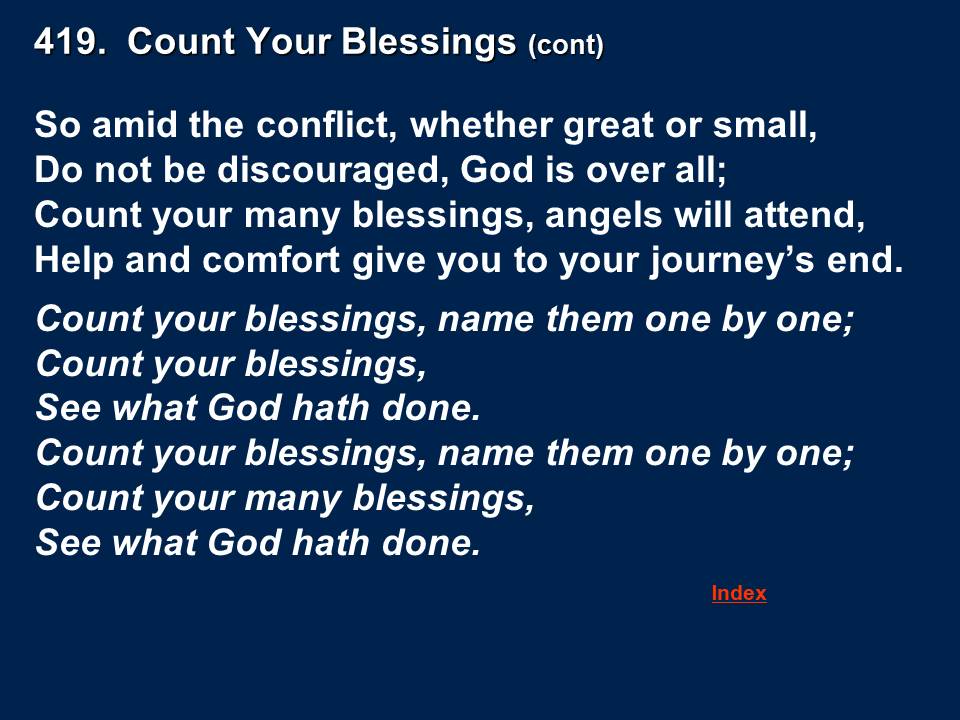 419.  Count Your Blessings (cont)
So amid the conflict, whether great or small,
Do not be discouraged, God is over all;
Count your many blessings, angels will attend,
Help and comfort give you to your journey’s end.
Count your blessings, name them one by one;
Count your blessings,
See what God hath done.
Count your blessings, name them one by one;
Count your many blessings,
See what God hath done.
Index